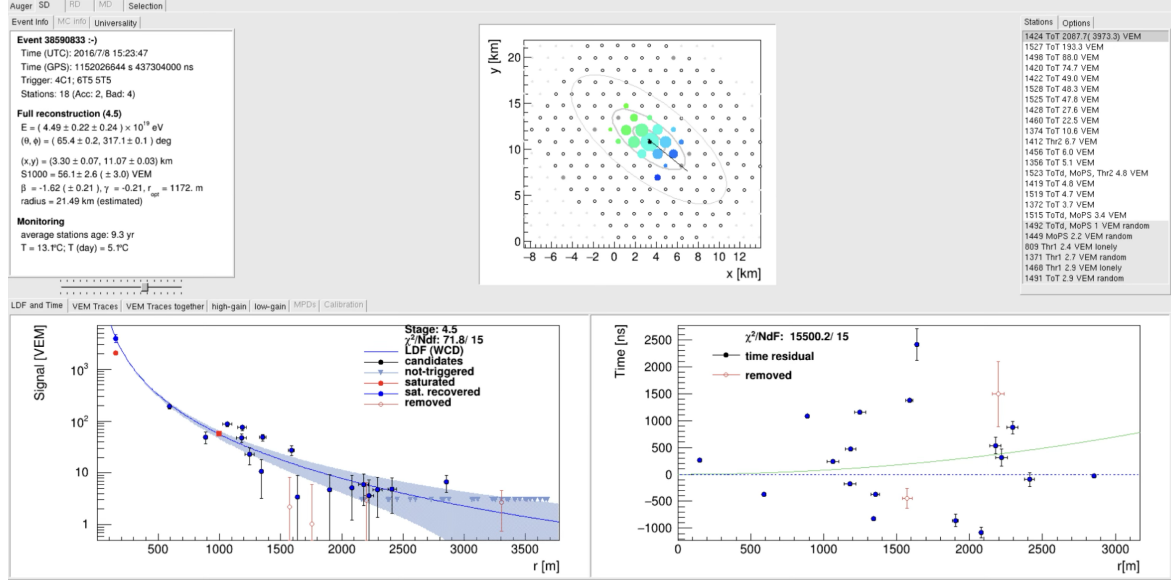 Auger SD RD MD Selection
Event Info MC info Universality
Event 38590833 :-)
Time (UTC): 2016/7/8 15:23:47
Time (GPS): 1152026644 s 437304000 ns
Trigger: 4C1; 6T5 5T5
Stations: 18 (Acc: 2, Bad: 4)
Full reconstruction (4.5)
E = ( 4.49 ± 0.22 ± 0.24 ) × 10¹⁹ eV
(θ, φ) = ( 65.4 ± 0.2, 317.1± 0.1 ) deg
(x,y) = (3.30 ± 0.07, 11.07 ± 0.03) km
S1000 = 56.1± 2.6 ( ± 3.0) VEM
β = -1.62 ( ± 0.21 ), γ = -0.21, r opt = 1172. m
radius = 21.49 km (estimated)
Monitoring
average stations age: 9.3 yr
T = 13.1°C; T (day) = 5.1°C
y [km]
20
15
10
5
0
−8 −6 −4 −2 0 2 4 6 8 10 12
x [km]
Stations Options
1424 ToT 2087.7( 3973.3) VEM
1527 ToT 193.3 VEM
1498 ToT 88.0 VEM
1420 ToT 74.7 VEM
1422 ToT 49.0 VEM
1528 ToT 48.3 VEM
1525 ToT 47.8 VEM
1428 ToT 27.6 VEM
1460 ToT 22.5 VEM
1374 ToT 10.6 VEM
1412 Thr2 6.7 VEM
1456 ToT 6.0 VEM
1356 ToT 5.1 VEM
1523 ToTd, MoPS, Thr2 4.8 VEM
1419 ToT 4.8 VEM
1519 ToT 4.7 VEM
1372 ToT 3.7 VEM
1515 ToTd, MoPS 3.4 VEM
1492 ToTd, MoPS 1 VEM random
1449 MoPS 2.2 VEM random
809 Thr1 2.4 VEM lonely
1371 Thr1 2.7 VEM random
1468 Thr1 2.9 VEM lonely
1491 ToT 2.9 VEM random
LDF and Time VEM Traces VEM Traces together high-gain low-gain MPDs Calibration
Signal [VEM]
10³
10²
10
1
500 1000 1500 2000 2500 3000 3500
r [m]
Stage: 4.5
χ²/Ndf: 71.8/ 15
LDF (WCD)
candidates
not-triggered
saturated
sat. recovered
removed
Time [ns]
2500
2000
1500
1000
500
0
−500
−1000
0 500 1000 1500 2000 2500 3000
r[m]
χ²/NdF: 15500.2/ 15
time residual
removed